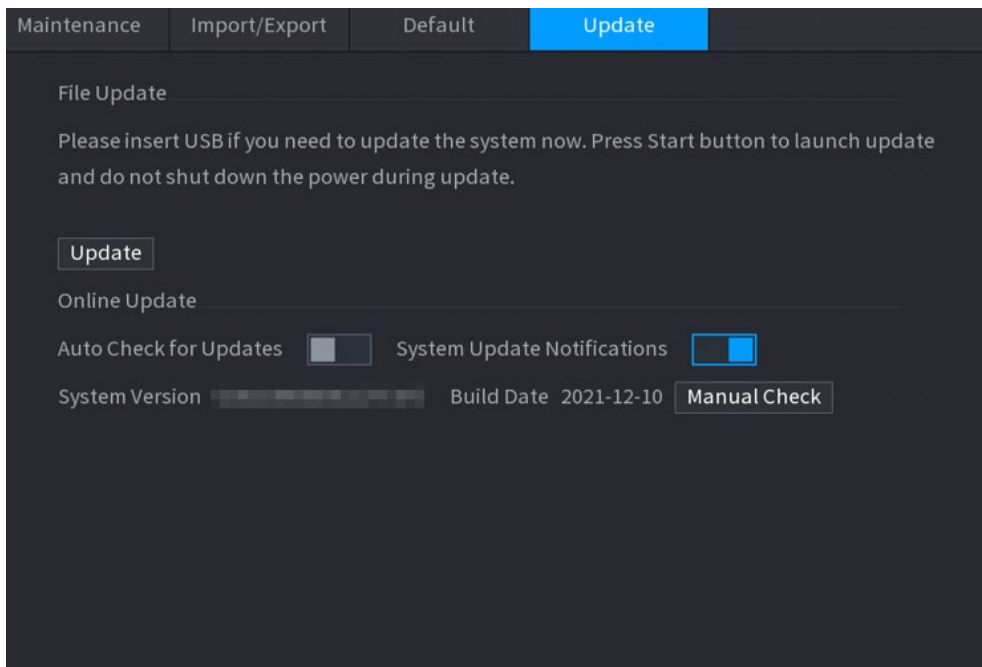 Maintenance Import/Export Default Update
File Update
Please insert USB if you need to update the system now. Press Start button to launch update
and do not shut down the power during update.
Update
Online Update
Auto Check for Updates System Update Notifications
System Version Build Date 2021-12-10 Manual Check